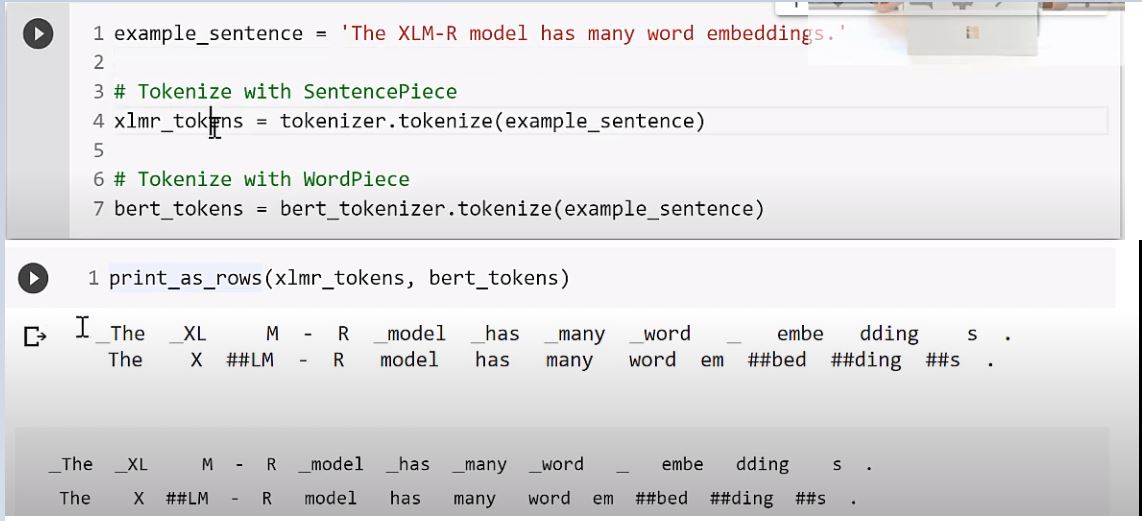 1 example_sentence = 'The XLM-R model has many word embeddings.'
2
3 # Tokenize with SentencePiece
4 xlmr_tokens = tokenizer.tokenize(example_sentence)
5
6 # Tokenize with WordPiece
7 bert_tokens = bert_tokenizer.tokenize(example_sentence)
1 print_as_rows(xlmr_tokens, bert_tokens)
_The _XL M - R _model _has _many _word _ embe dding s .
The X ##LM - R model has many word em ##bed ##ding ##s .
_The _XL M - R _model _has _many _word _ embe dding s .
The X ##LM - R model has many word em ##bed ##ding ##s .